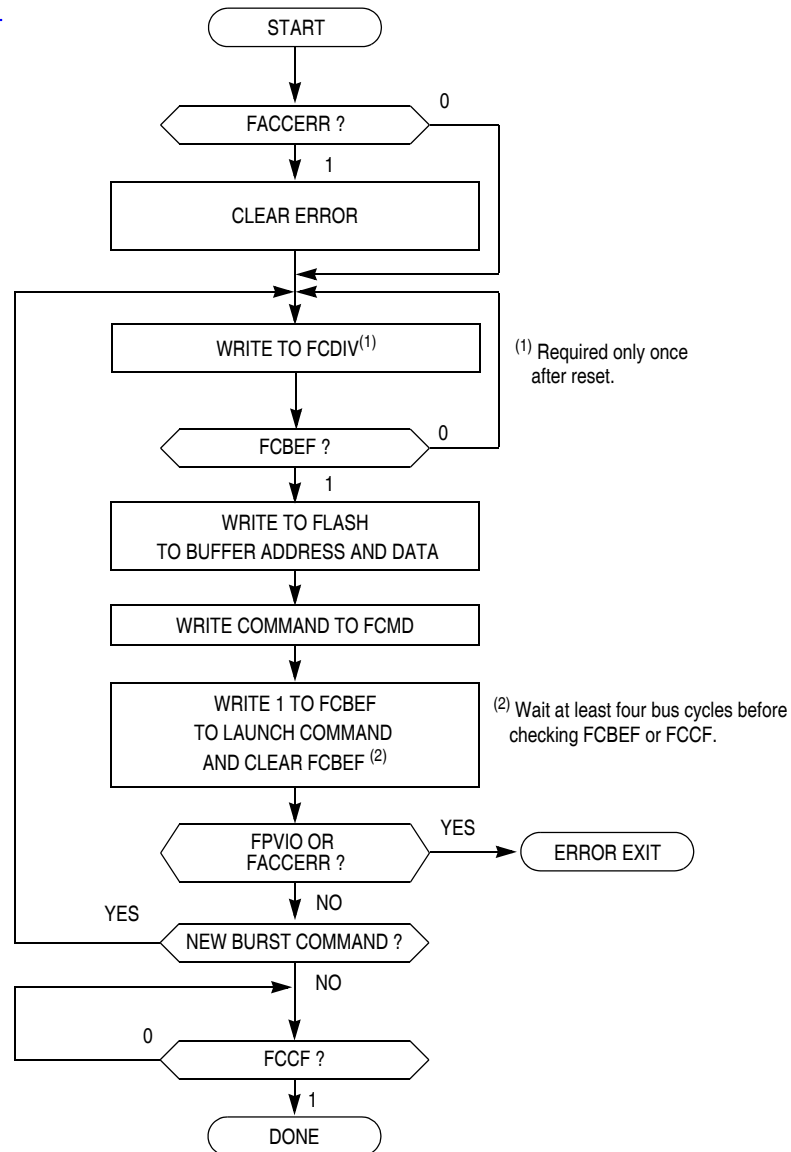 START
FACCERR ?
0
1
CLEAR ERROR
WRITE TO FCDIV(1)
(1) Required only once
after reset.
FCBEF ?
0
1
WRITE TO FLASH
TO BUFFER ADDRESS AND DATA
WRITE COMMAND TO FCMD
WRITE 1 TO FCBEF
TO LAUNCH COMMAND
AND CLEAR FCBEF (2)
(2) Wait at least four bus cycles before
checking FCBEF or FCCF.
FPVIO OR
FACCERR ?
YES
ERROR EXIT
NO
YES
NEW BURST COMMAND ?
NO
0
FCCF ?
1
DONE